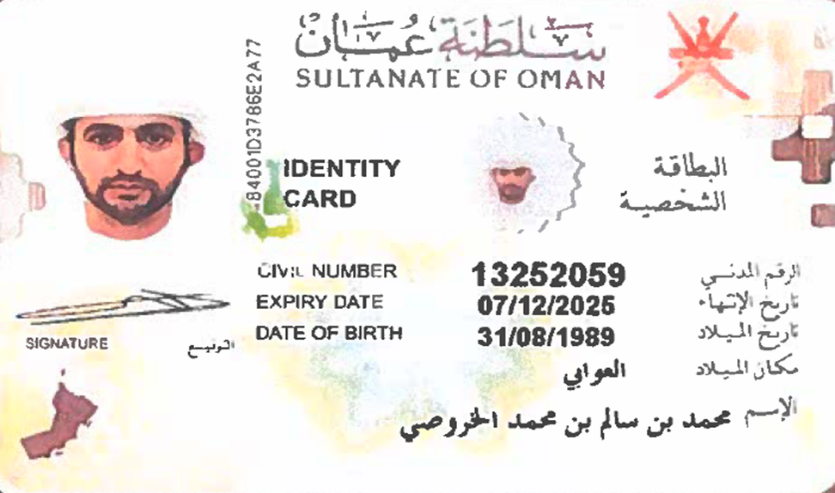 سلطنة عُمان
SULTANATE OF OMAN
84001D3786E2A77
IDENTITY CARD
البطاقة الشخصية
CIVIL NUMBER 13252059 الرقم المدني
EXPIRY DATE 07/12/2025 تاريخ الإنتهاء
DATE OF BIRTH 31/08/1989 تاريخ الميلاد
العوابي مكان الميلاد
SIGNATURE التوقيع
الإسم محمد بن سالم بن محمد الخروصي